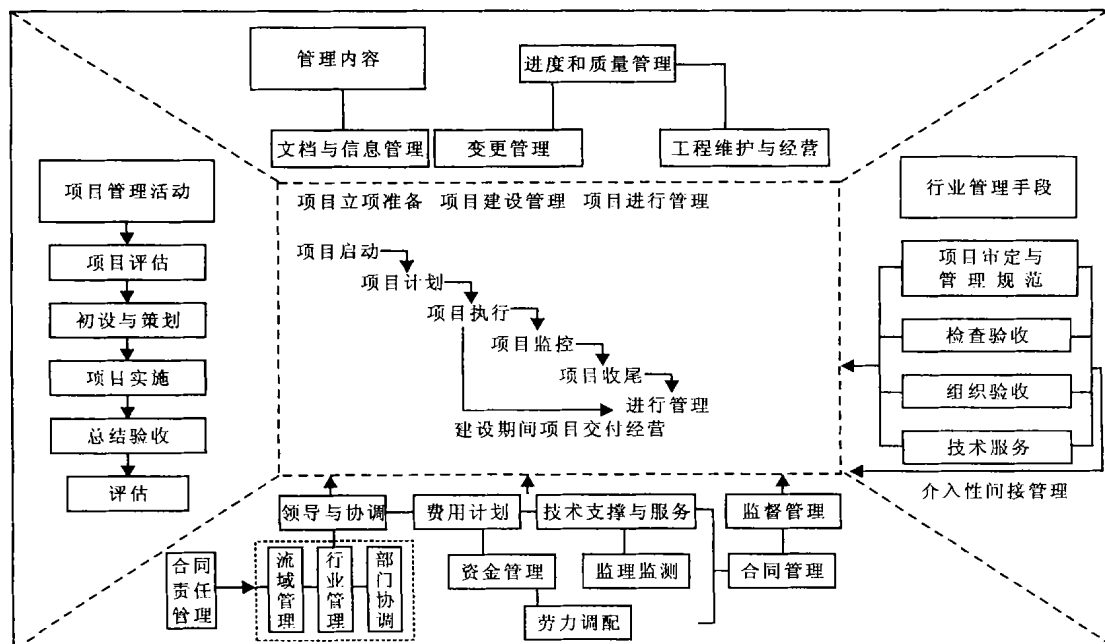 管理内容
进度和质量管理
文档与信息管理
变更管理
工程维护与经营
项目管理活动
项目评估
初设与策划
项目实施
总结验收
评估
项目立项准备 项目建设管理 项目进行管理
项目启动
项目计划
项目执行
项目监控
项目收尾
进行管理
建设期间项目交付经营
行业管理手段
项目审定与
管理规范
检查验收
组织验收
技术服务
介入性间接管理
领导与协调
费用计划
技术支撑与服务
监督管理
合同
责任
管理
流域管理
行业管理
部门协调
资金管理
监理监测
合同管理
劳力调配